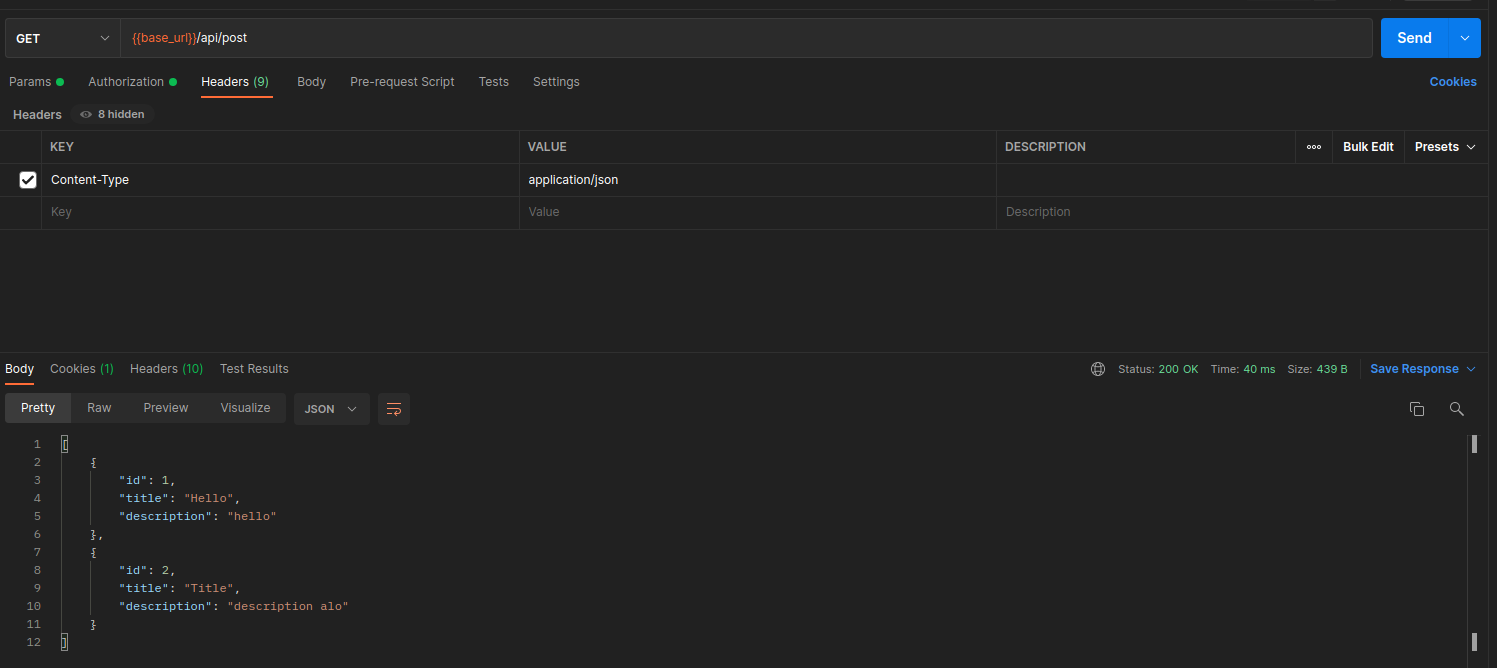 GET {{base_url}}/api/post Send
Params Authorization Headers (9) Body Pre-request Script Tests Settings Cookies
Headers 8 hidden
KEY VALUE DESCRIPTION ooo Bulk Edit Presets
Content-Type application/json
Key Value Description
Body Cookies (1) Headers (10) Test Results Status: 200 OK Time: 40 ms Size: 439 B Save Response
Pretty Raw Preview Visualize JSON
1 [
2 {
3 "id": 1,
4 "title": "Hello",
5 "description": "hello"
6 },
7 {
8 "id": 2,
9 "title": "Title",
10 "description": "description alo"
11 }
12 ]